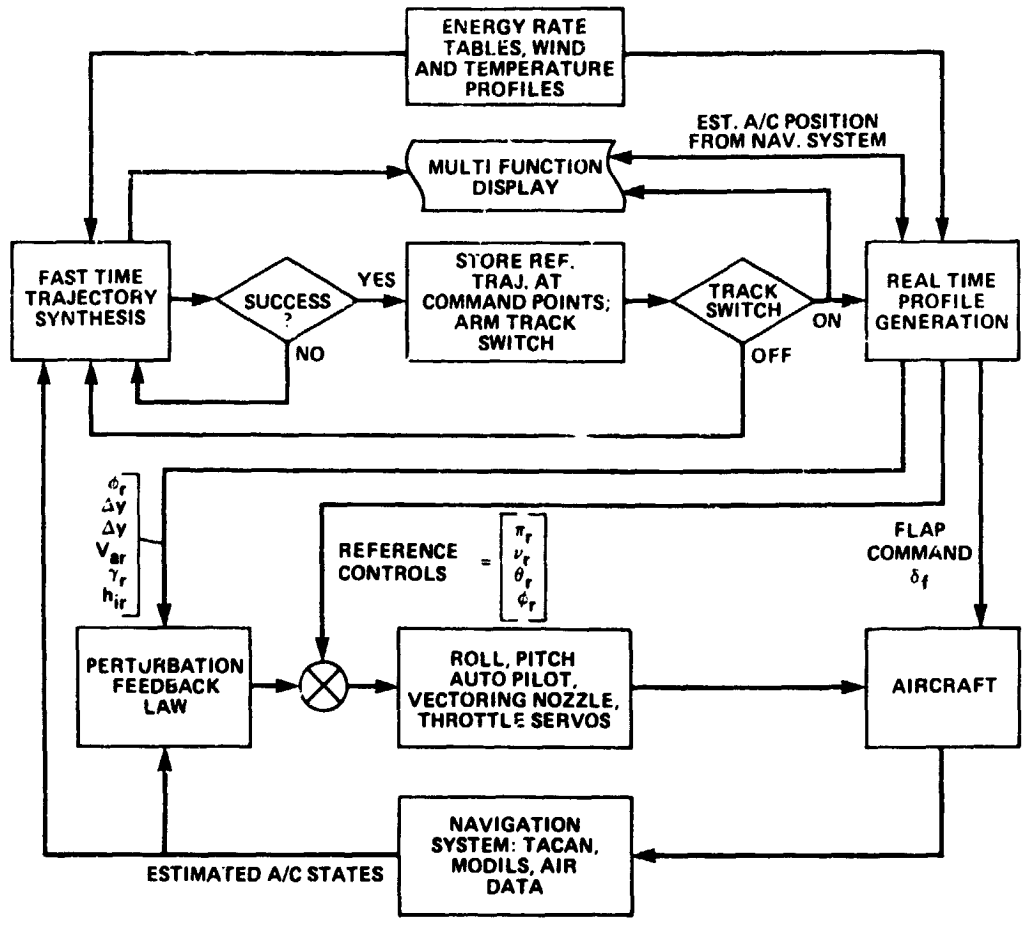 ENERGY RATE
TABLES, WIND
AND TEMPERATURE
PROFILES
EST. A/C POSITION
FROM NAV. SYSTEM
MULTI FUNCTION
DISPLAY
FAST TIME
TRAJECTORY
SYNTHESIS
SUCCESS
?
YES
NO
STORE REF.
TRAJ. AT
COMMAND POINTS;
ARM TRACK
SWITCH
TRACK
SWITCH
ON
OFF
REAL TIME
PROFILE
GENERATION
ϕr
Δy
Δẏ
Var
γr
hir
REFERENCE
CONTROLS
=
πr
νr
θr
ϕr
FLAP
COMMAND
δf
PERTURBATION
FEEDBACK
LAW
ROLL, PITCH
AUTO PILOT,
VECTORING NOZZLE,
THROTTLE SERVOS
AIRCRAFT
NAVIGATION
SYSTEM: TACAN,
MODILS, AIR
DATA
ESTIMATED A/C STATES